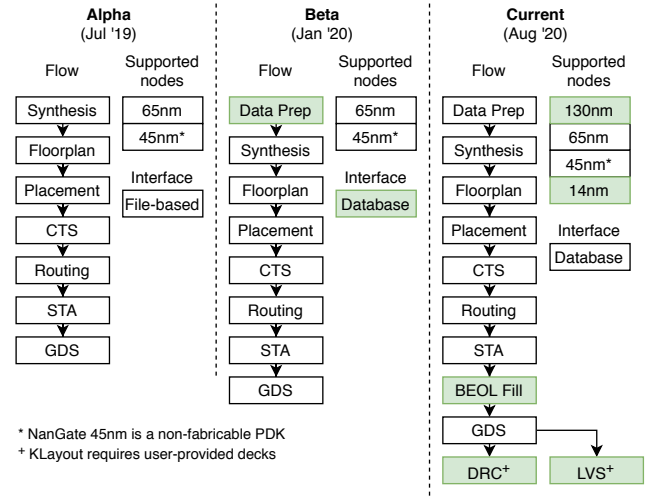 Alpha
(Jul '19)
Flow
Supported
nodes
Synthesis
Floorplan
Placement
CTS
Routing
STA
GDS
65nm
45nm*
Interface
File-based
Beta
(Jan '20)
Flow
Supported
nodes
Data Prep
Synthesis
Floorplan
Placement
CTS
Routing
STA
GDS
65nm
45nm*
Interface
Database
Current
(Aug '20)
Flow
Supported
nodes
Data Prep
Synthesis
Floorplan
Placement
CTS
Routing
STA
BEOL Fill
GDS
DRC+
LVS+
130nm
65nm
45nm*
14nm
Interface
Database
* NanGate 45nm is a non-fabricable PDK
+ KLayout requires user-provided decks